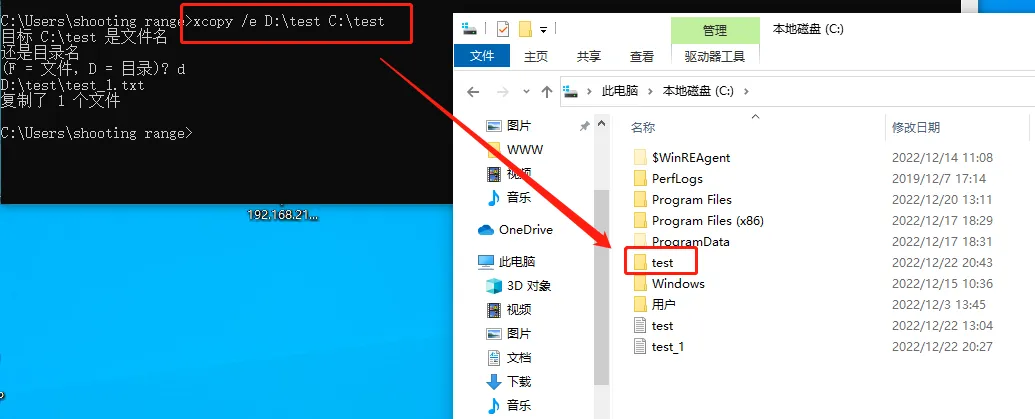 C:\Users\shooting range>xcopy /e D:\test C:\test
目标 C:\test 是文件名
还是目录名
(F = 文件，D = 目录)? d
D:\test\test_1.txt
复制了 1 个文件
C:\Users\shooting range>
192.168.21...
管理
本地磁盘 (C:)
文件
主页
共享
查看
驱动器工具
此电脑
本地磁盘 (C:)
图片
WWW
视频
音乐
OneDrive
此电脑
3D 对象
视频
图片
文档
下载
音乐
名称 修改日期
$WinREAgent 2022/12/14 11:08
PerfLogs 2019/12/7 17:14
Program Files 2022/12/20 13:11
Program Files (x86) 2022/12/17 18:29
ProgramData 2022/12/17 18:31
test 2022/12/22 20:43
Windows 2022/12/15 10:36
用户 2022/12/3 13:45
test 2022/12/22 13:04
test_1 2022/12/22 20:27